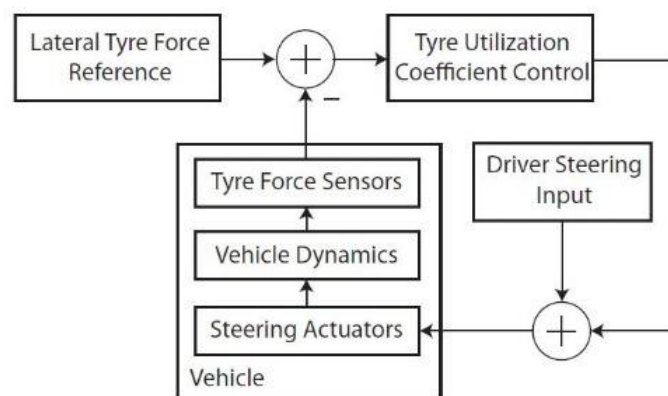 Lateral Tyre Force
Reference
+
Tyre Utilization
Coefficient Control
−
Tyre Force Sensors
Driver Steering
Input
Vehicle Dynamics
Steering Actuators
+
Vehicle